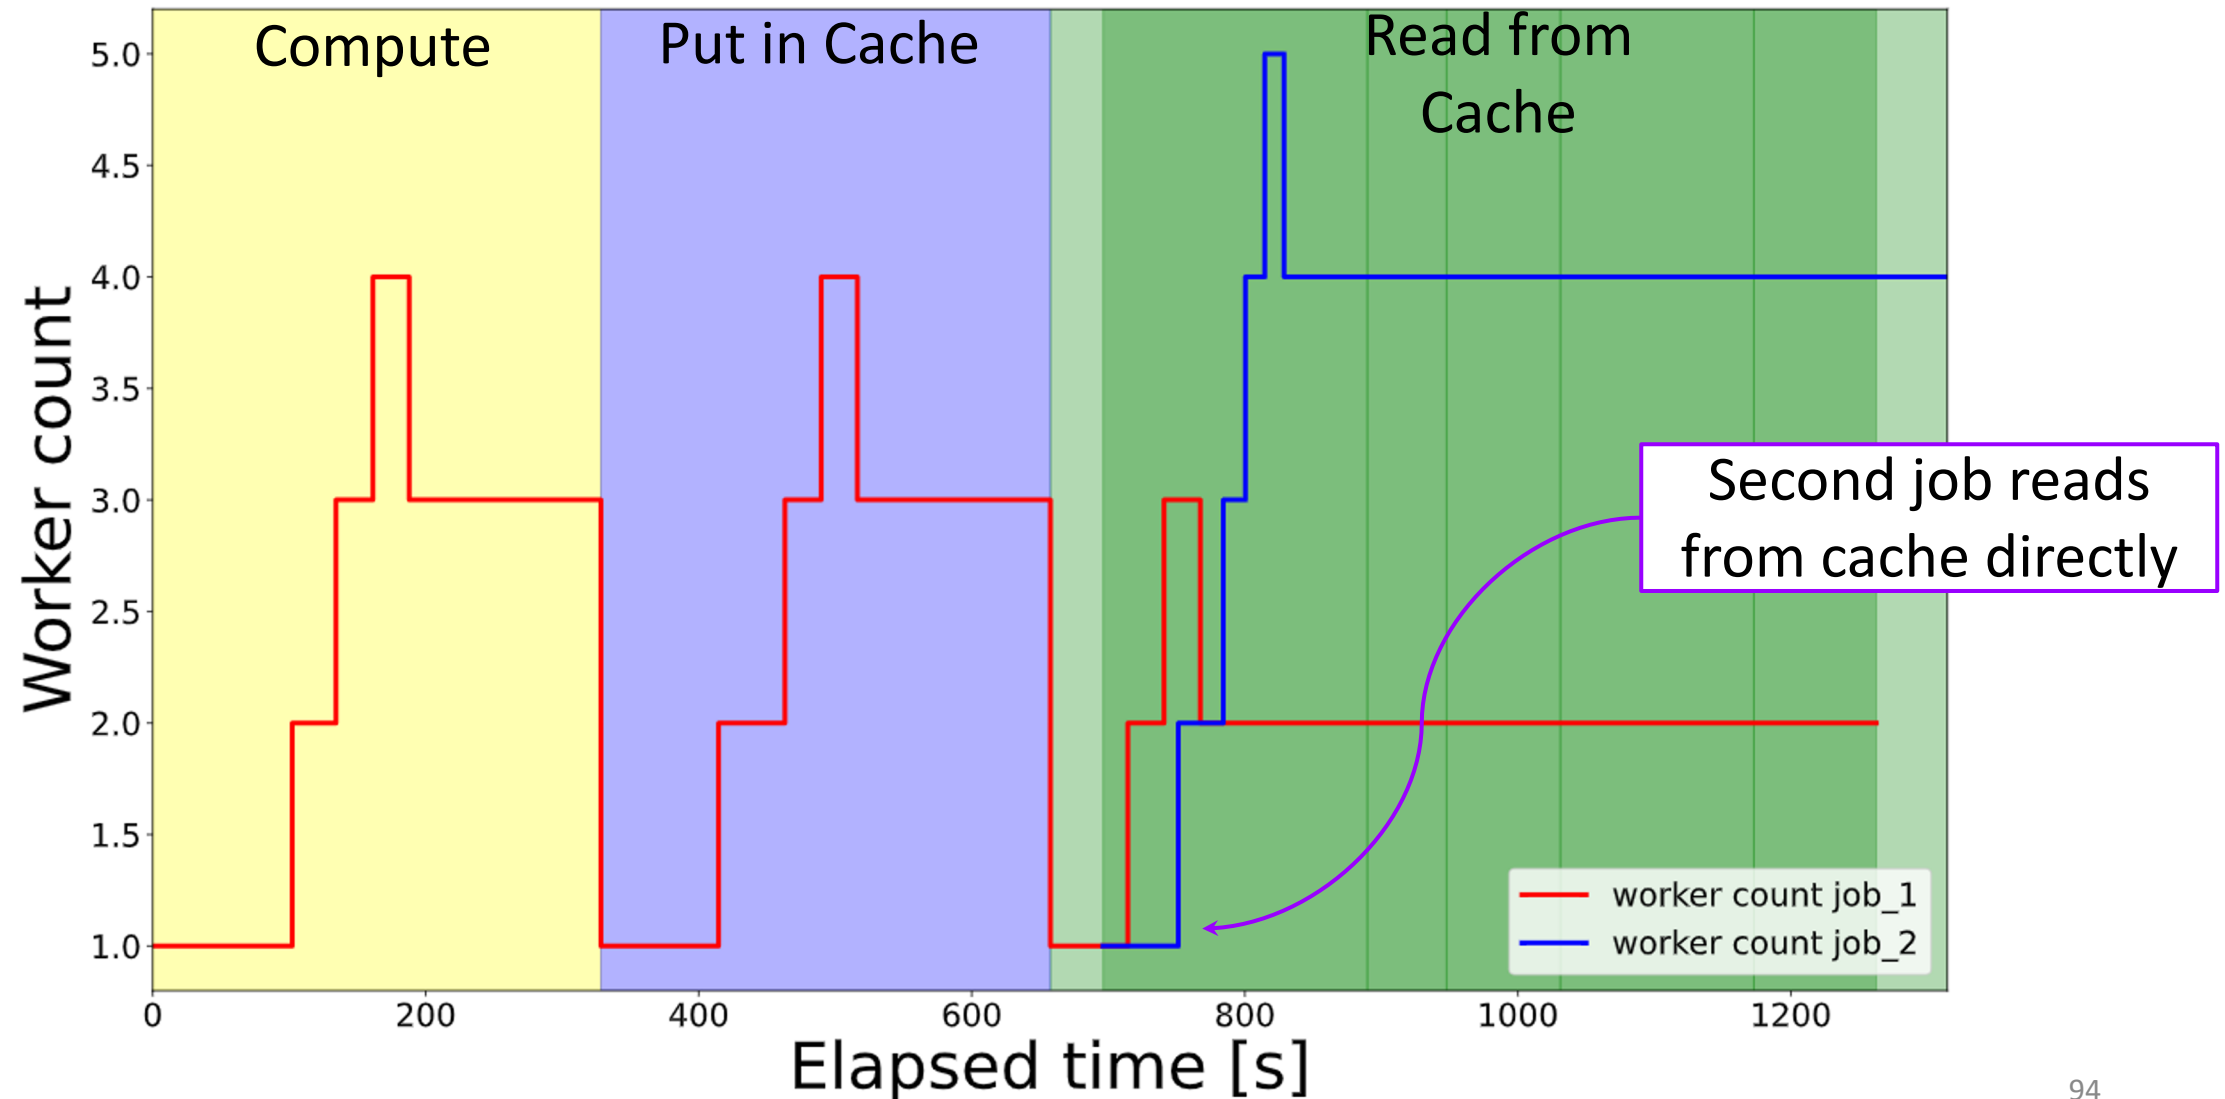 Compute
Put in Cache
Read from
Cache
5.0
4.5
4.0
3.5
3.0
2.5
2.0
1.5
1.0
Worker count
Second job reads
from cache directly
worker count job_1
worker count job_2
0
200
400
600
800
1000
1200
Elapsed time [s]
94